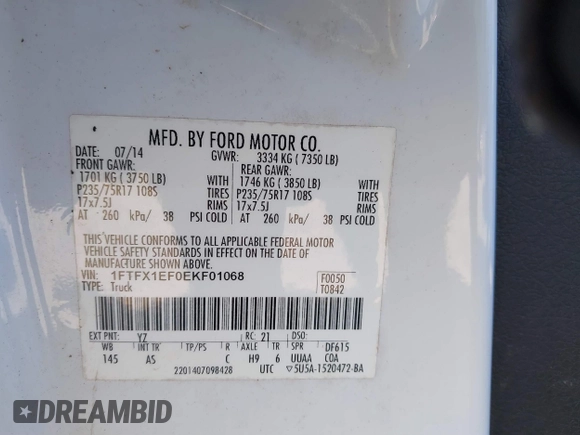 MFD. BY FORD MOTOR CO.
DATE: 07/14 GVWR: 3334 KG ( 7350 LB)
FRONT GAWR: REAR GAWR:
1701 KG ( 3750 LB) WITH 1746 KG ( 3850 LB) WITH
P235/75R17 108S TIRES P235/75R17 108S TIRES
17x7.5J RIMS 17x7.5J RIMS
AT 260 kPa/ 38 PSI COLD AT 260 kPa/ 38 PSI COLD
THIS VEHICLE CONFORMS TO ALL APPLICABLE FEDERAL MOTOR
VEHICLE SAFETY STANDARDS IN EFFECT ON THE DATE OF
MANUFACTURE SHOWN ABOVE.
VIN: 1FTFX1EF0EKF01068 F0050
TYPE: Truck T0842
EXT PNT: YZ RC: 21 DSO:
WB INT TR TP/PS R AXLE TR SPR DF615
145 AS C H9 6 UUAA COA
2201407098428 UTC ▽5U5A-1520472-BA
DREAMBID
FIND YOUR DREAM CAR